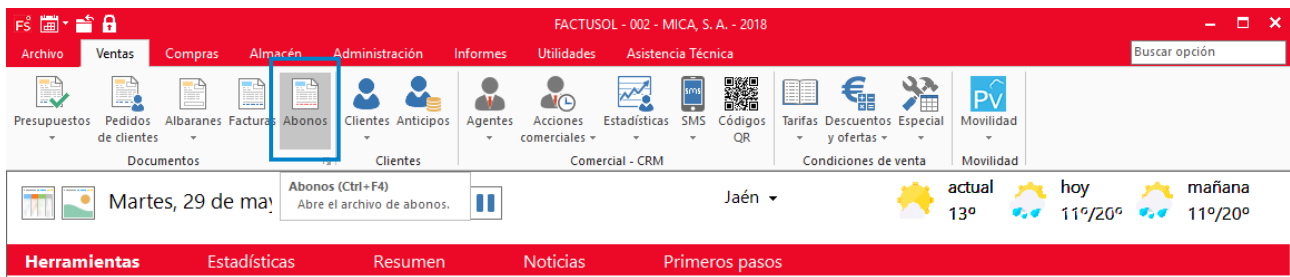 FS
FACTUSOL - 002 - MICA, S. A. - 2018
Archivo Ventas Compras Almacén Administración Informes Utilidades Asistencia Técnica Buscar opción
Presupuestos Pedidos de clientes Albaranes Facturas Abonos Clientes Anticipos Agentes Acciones comerciales Estadísticas SMS Códigos QR Tarifas Descuentos y ofertas Especial Movilidad
sms
PV
Documentos Clientes Comercial - CRM Condiciones de venta Movilidad
Abonos (Ctrl+F4)
Abre el archivo de abonos.
Martes, 29 de may
Jaén
actual hoy mañana
13º 11º/20º 11º/20º
Herramientas Estadísticas Resumen Noticias Primeros pasos